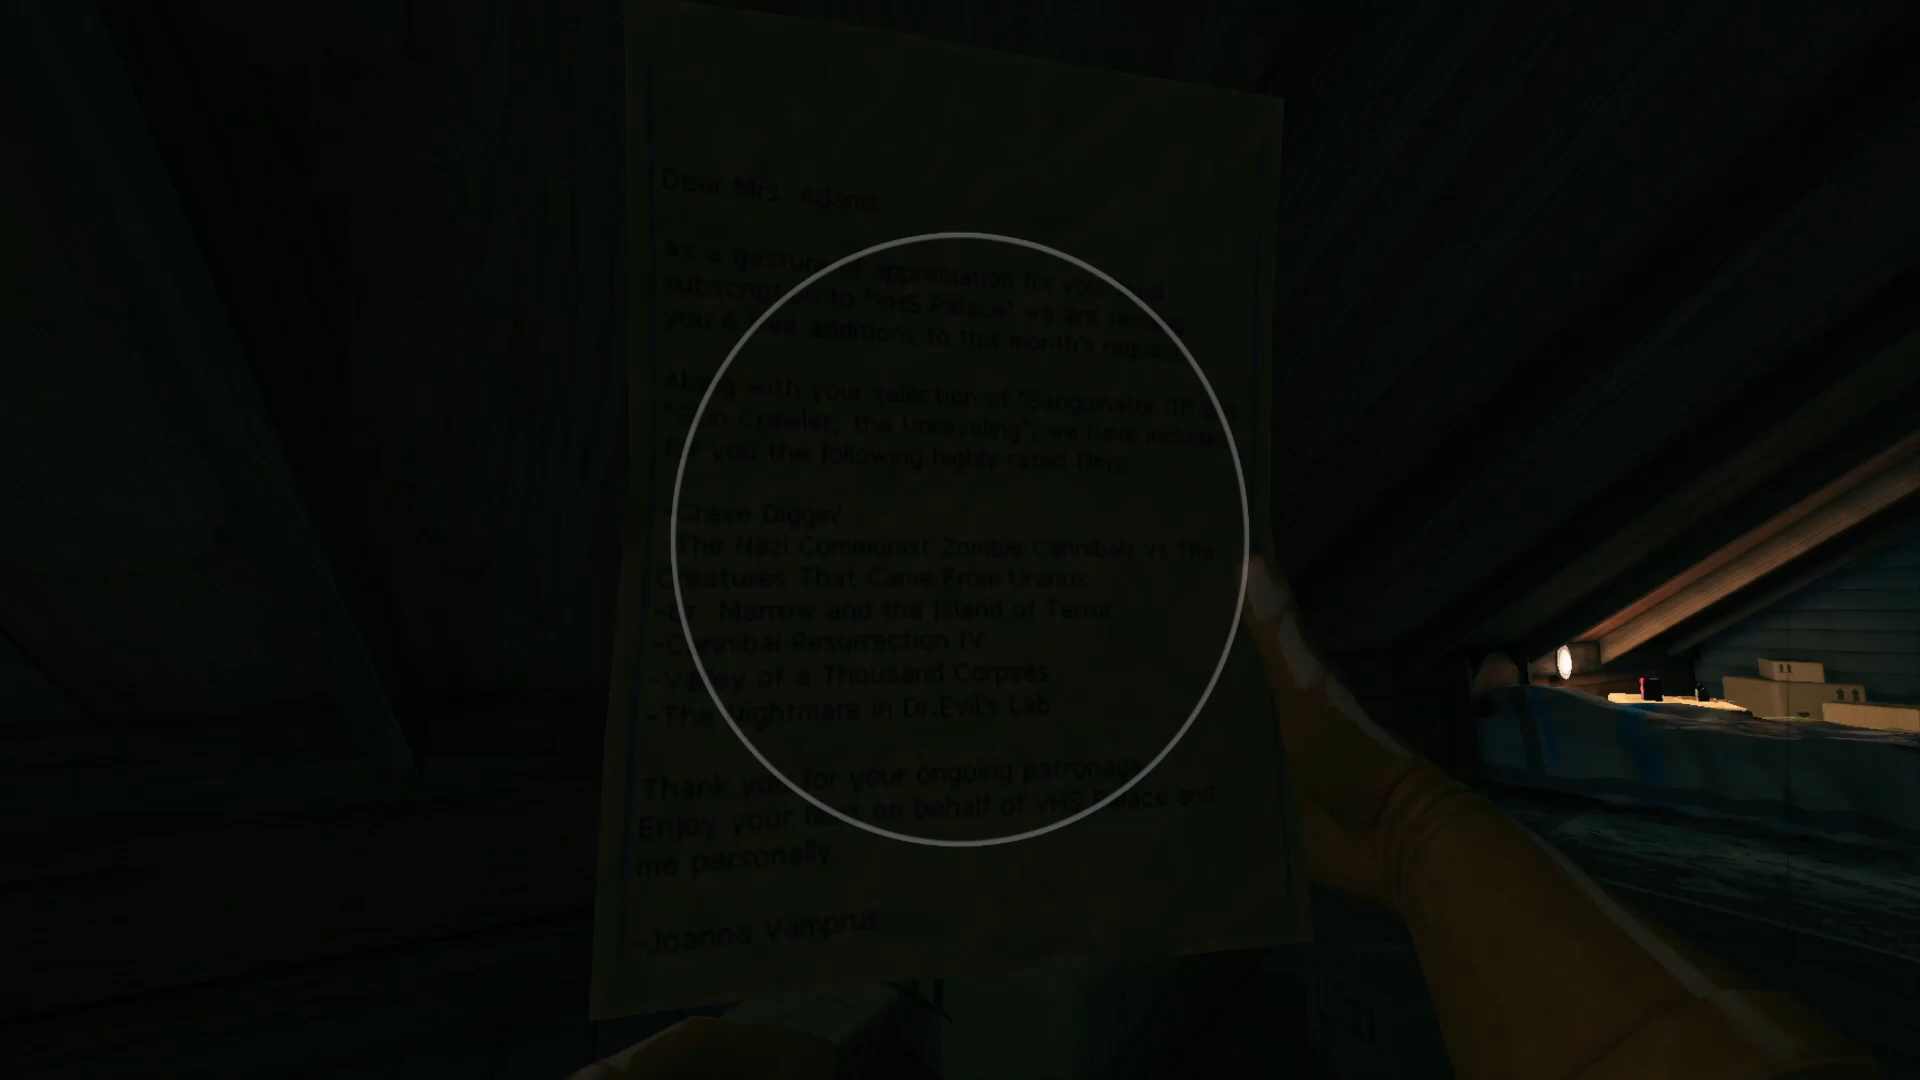 Dear Mrs. Adams
As a gesture of appreciation for your
subscription to "VHS Palace" we are sending
you 6 free additions to this month's request.
Along with your selection of "Sanguinator III" and
"Skin Crawler, the Unraveling", we have included
for you the following highly rated films:
-Grave Diggin'
-The Nazi Communist Zombie Cannibals vs The
Creatures That Came From Uranus
-Dr. Marrow and the Island of Terror
-Cannibal Resurrection IV
-Valley of a Thousand Corpses
-The Nightmare in Dr.Evil's Lab
Thank you for your ongoing patronage
Enjoy your on behalf of VHS Palace and
me personally.
-Joanna Vamprus